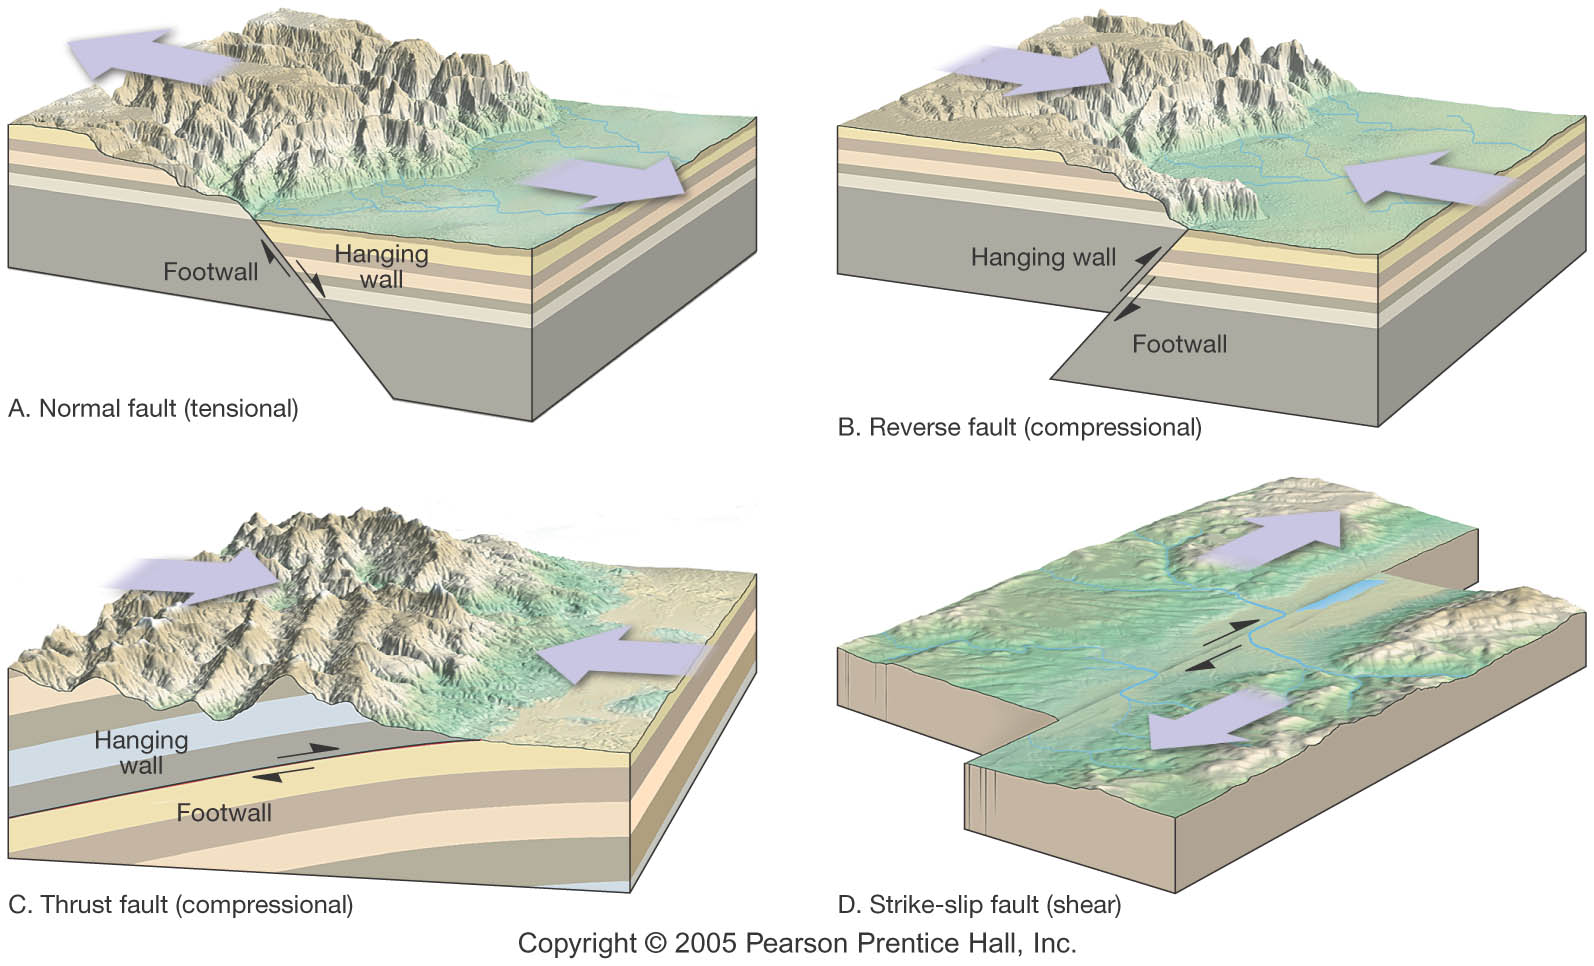 Footwall
Hanging
wall
A. Normal fault (tensional)
Hanging wall
Footwall
B. Reverse fault (compressional)
Hanging
wall
Footwall
C. Thrust fault (compressional)
D. Strike-slip fault (shear)
Copyright © 2005 Pearson Prentice Hall, Inc.